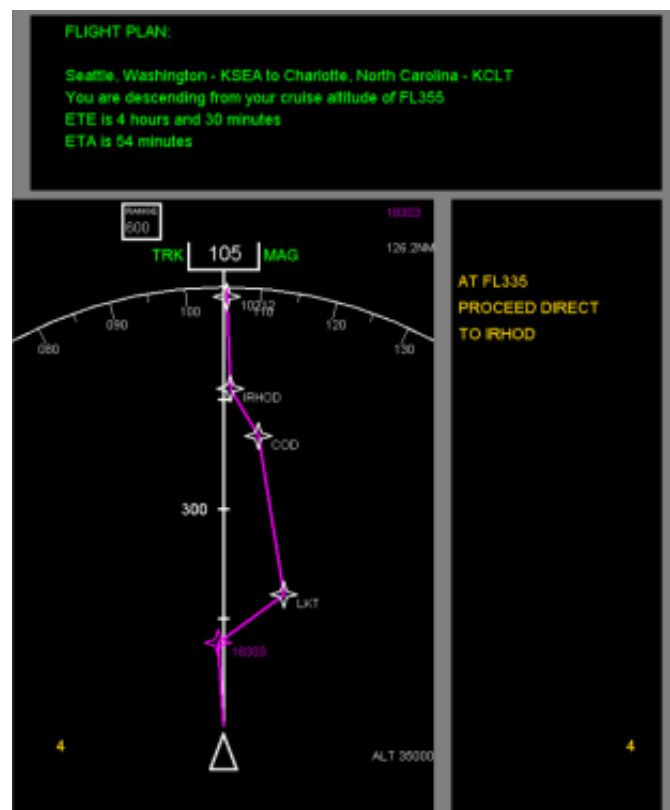 FLIGHT PLAN:
Seattle, Washington - KSEA to Charlotte, North Carolina - KCLT
You are descending from your cruise altitude of FL355
ETE is 4 hours and 30 minutes
ETA is 54 minutes
RANGE
600
18303
TRK 105 MAG
126.2NM
080
090
100
110
120
130
10212
IRHOD
COD
300
LKT
18303
4
ALT 35000
AT FL335
PROCEED DIRECT
TO IRHOD
4